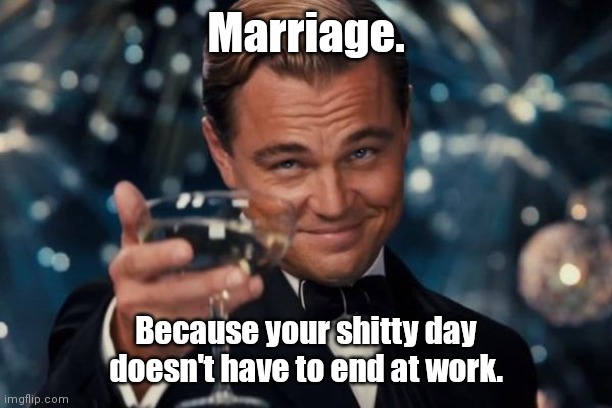 Marriage.
Because your shitty day
doesn't have to end at work.
imgflip.com